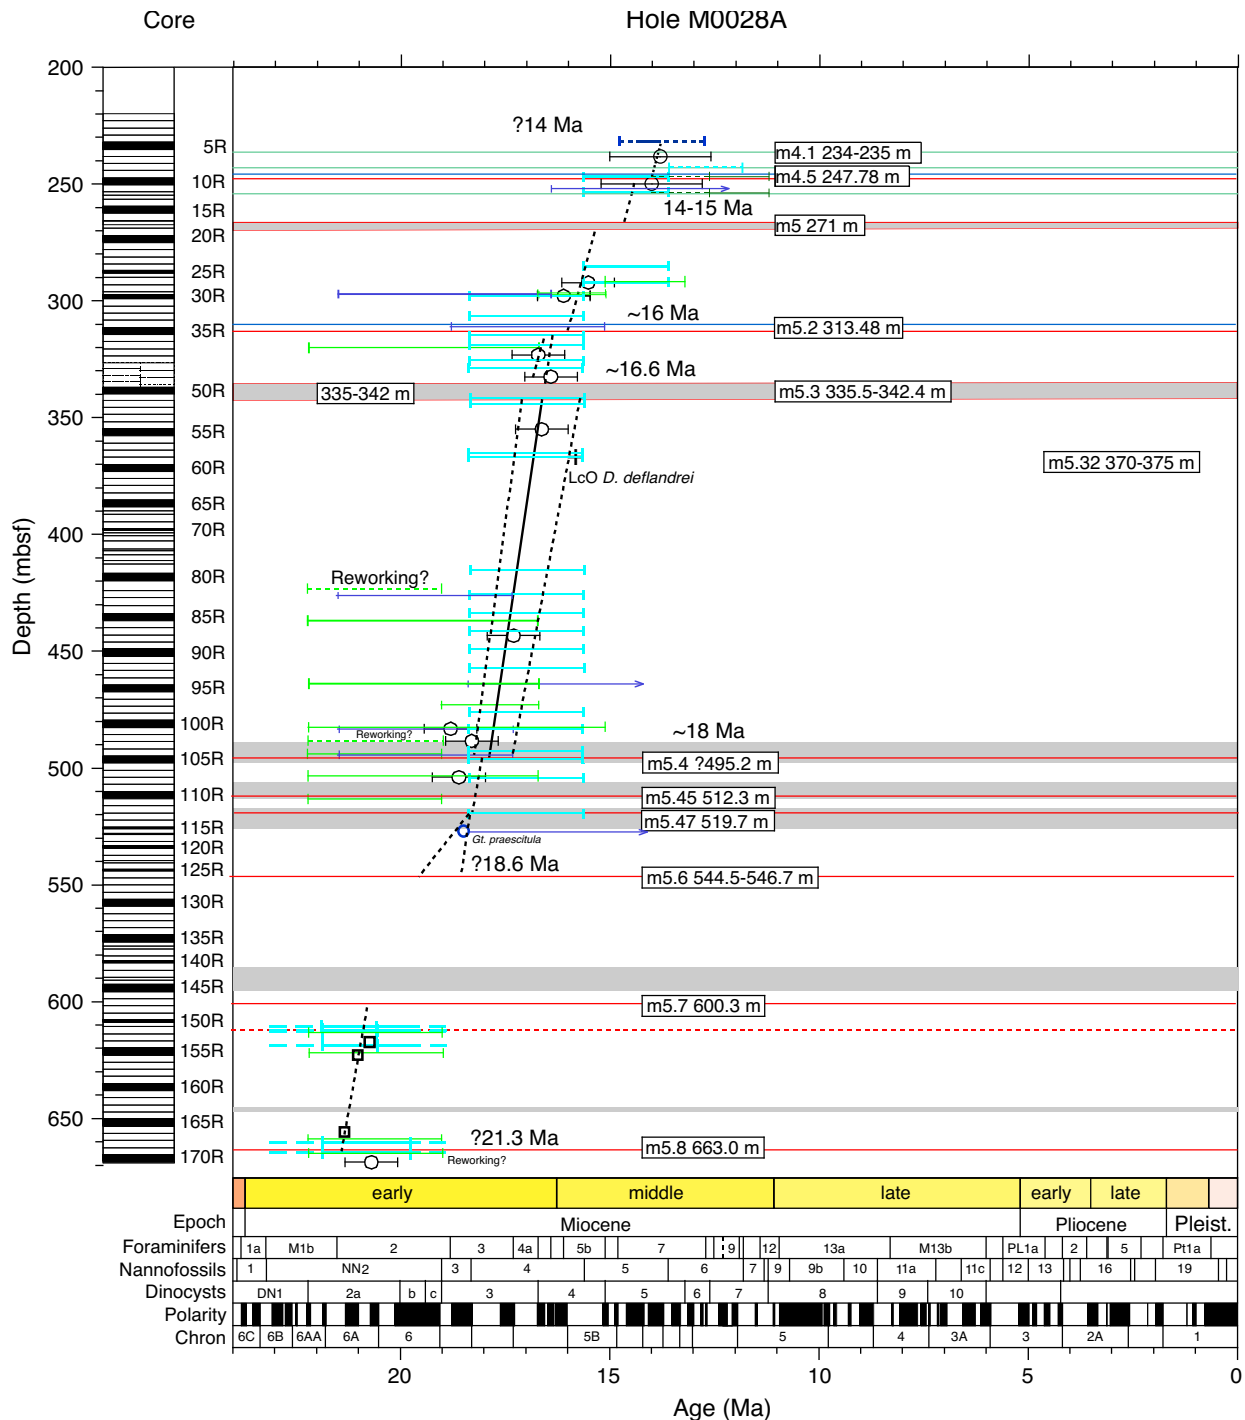 Core
Hole M0028A
200
250
300
350
400
450
500
550
600
650
Depth (mbsf)
5R
10R
15R
20R
25R
30R
35R
50R
55R
60R
65R
70R
80R
85R
90R
95R
100R
105R
110R
115R
120R
125R
130R
135R
140R
145R
150R
155R
160R
165R
170R
?14 Ma
m4.1 234-235 m
m4.5 247.78 m
14-15 Ma
m5 271 m
~16 Ma
m5.2 313.48 m
~16.6 Ma
335-342 m
m5.3 335.5-342.4 m
m5.32 370-375 m
LcO D. deflandrei
Reworking?
~18 Ma
Reworking?
m5.4 ?495.2 m
m5.45 512.3 m
m5.47 519.7 m
Gt. praescitula
?18.6 Ma
m5.6 544.5-546.7 m
m5.7 600.3 m
?21.3 Ma
m5.8 663.0 m
Reworking?
early middle late early late
Epoch Miocene Pliocene Pleist.
Foraminifers 1a M1b 2 3 4a 5b 7 9 12 13a M13b PL1a 2 5 Pt1a
Nannofossils 1 NN2 3 4 5 6 7 9 9b 10 11a 11c 12 13 16 19
Dinocysts DN1 2a b c 3 4 5 6 7 8 9 10
Polarity
Chron 6C 6B 6AA 6A 6 5B 5 4 3A 3 2A 1
20 15 10 5 0
Age (Ma)